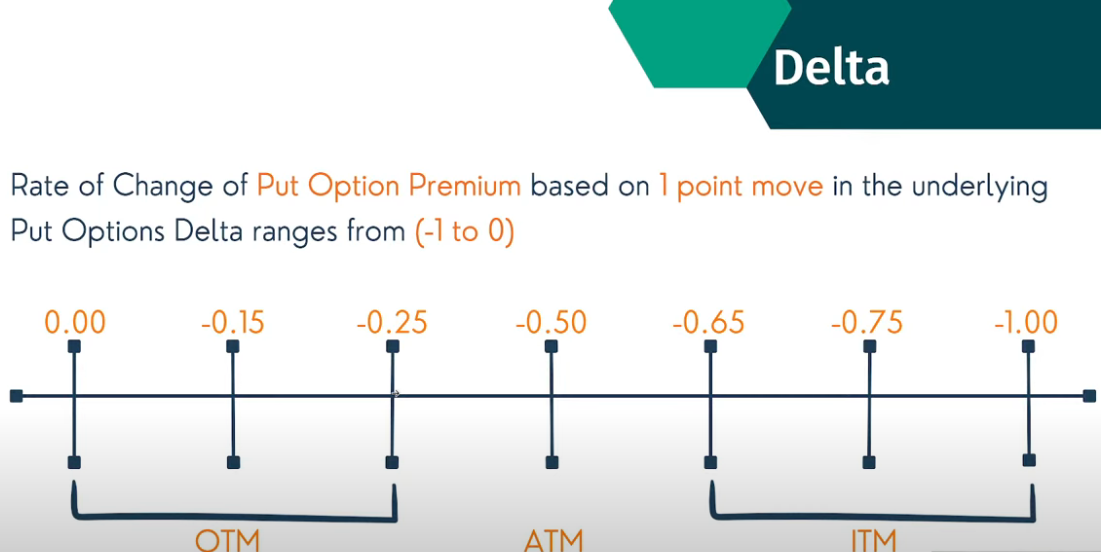 Delta
Rate of Change of Put Option Premium based on 1 point move in the underlying
Put Options Delta ranges from (-1 to 0)
0.00 -0.15 -0.25 -0.50 -0.65 -0.75 -1.00
OTM ATM ITM